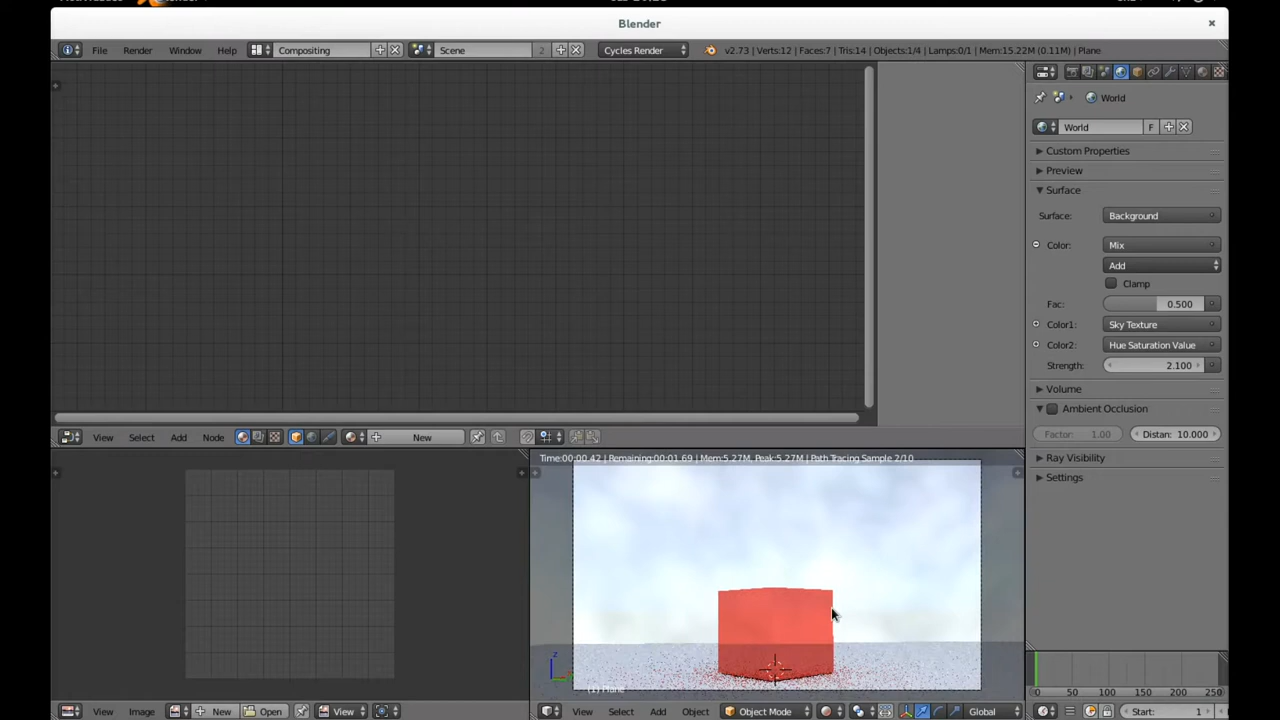 Blender
File Render Window Help Compositing Scene 2 Cycles Render v2.73 | Verts:12 | Faces:7 | Tris:14 | Objects:1/4 | Lamps:0/1 | Mem:15.22M (0.11M) | Plane
World
World F
Custom Properties
Preview
Surface
Surface: Background
Color: Mix
Add
Clamp
Fac: 0.500
Color1: Sky Texture
Color2: Hue Saturation Value
Strength: 2.100
Volume
Ambient Occlusion
Factor: 1.00 Distan: 10.000
Ray Visibility
Settings
View Select Add Node New
Time:00:00.42 | Remaining:00:01.69 | Mem:5.27M, Peak:5.27M | Path Tracing Sample 2/10
z
(1) Plane
0 50 100 150 200 250
View Image New Open View
View Select Add Object Object Mode Global
Start: 1